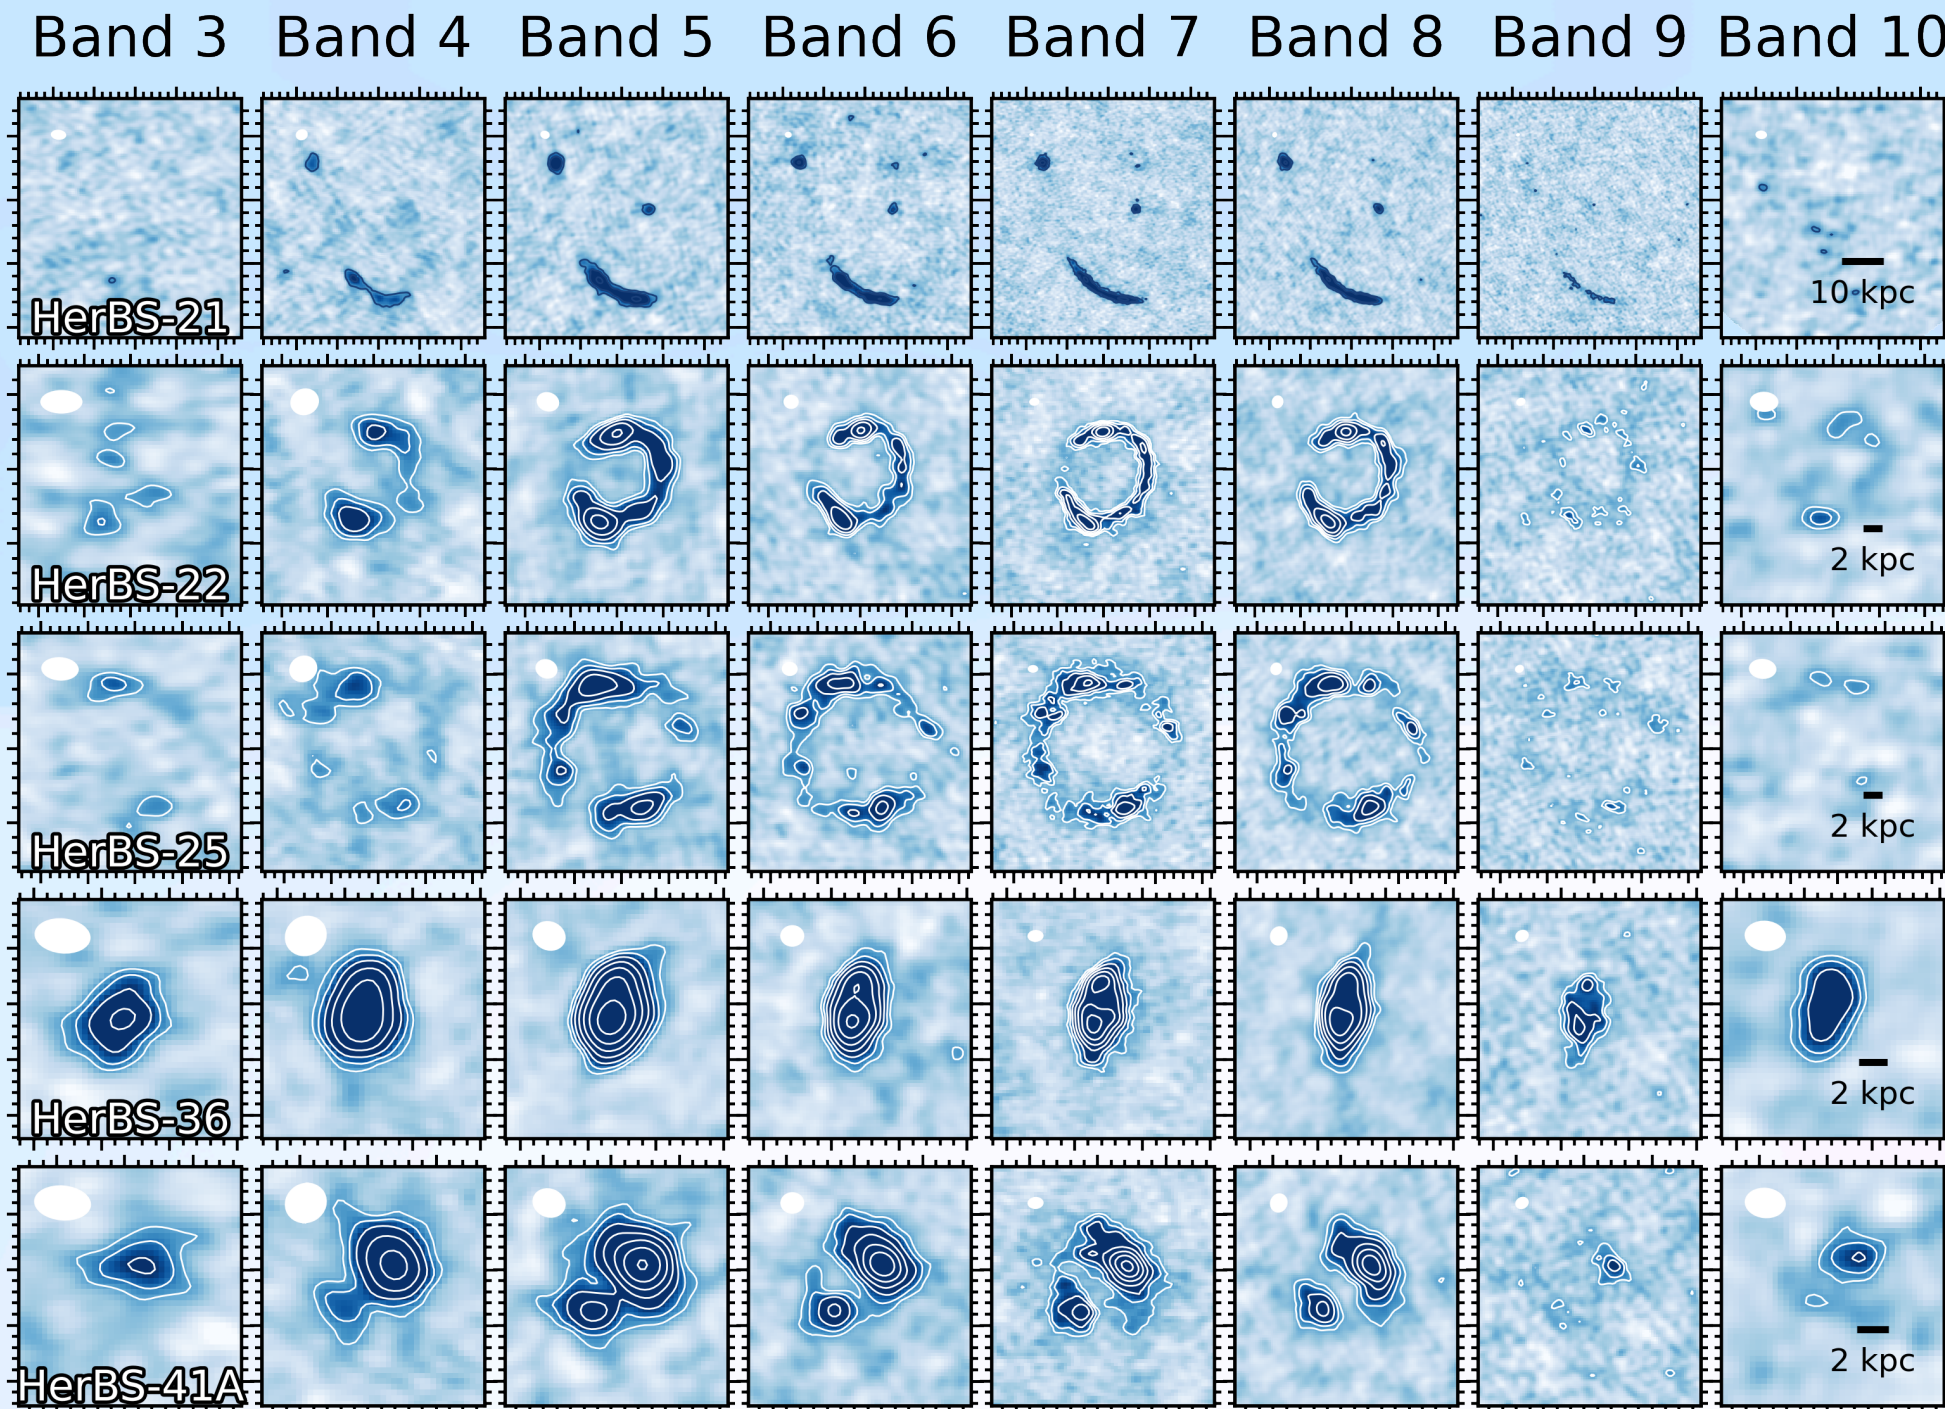 Band 3 Band 4 Band 5 Band 6 Band 7 Band 8 Band 9 Band 10
HerBS-21
10 kpc
HerBS-22
2 kpc
HerBS-25
2 kpc
HerBS-36
2 kpc
HerBS-41A
2 kpc